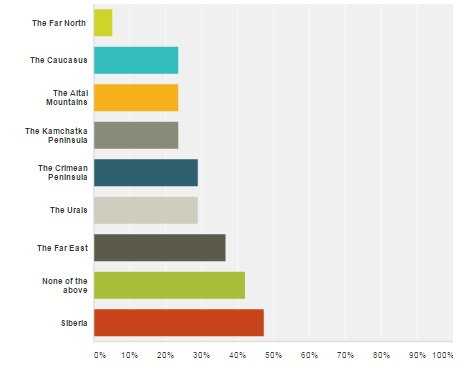 The Far North
The Caucasus
The Altai
Mountains
The Kamchatka
Peninsula
The Crimean
Peninsula
The Urals
The Far East
None of the
above
Siberia
0% 10% 20% 30% 40% 50% 60% 70% 80% 90% 100%